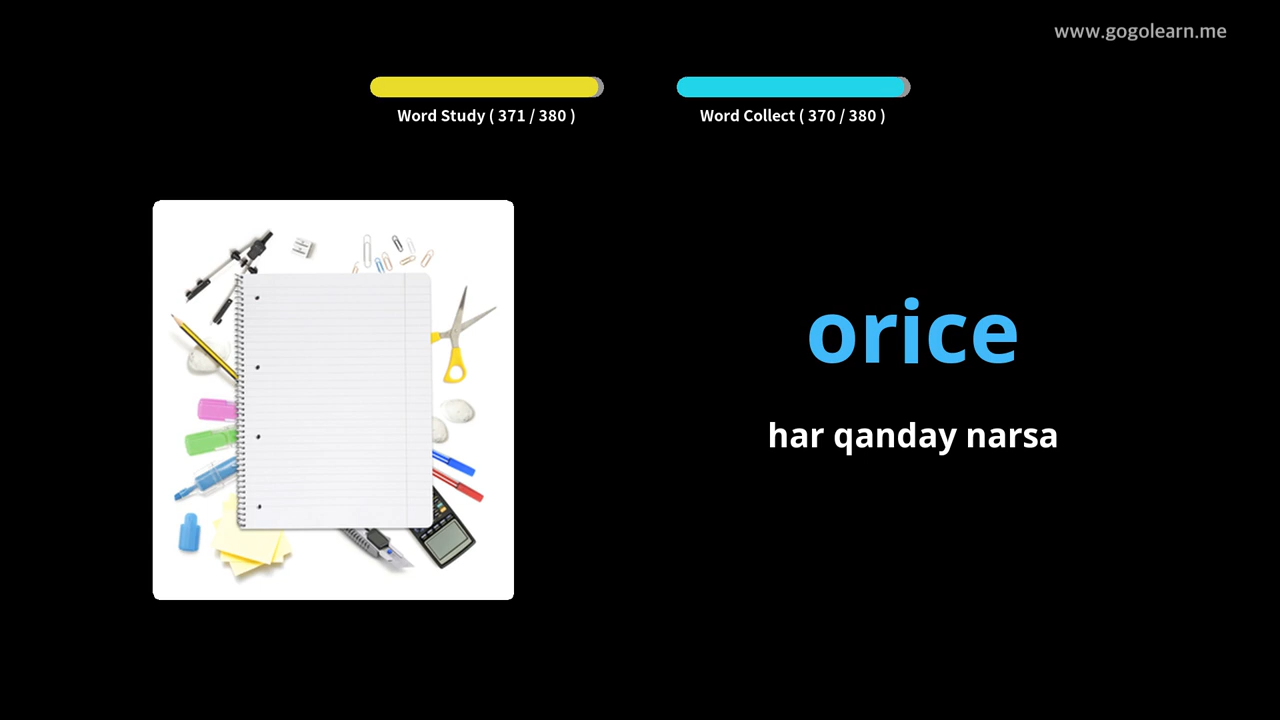 www.gogolearn.me
Word Study ( 371 / 380 )
Word Collect ( 370 / 380 )
orice
har qanday narsa